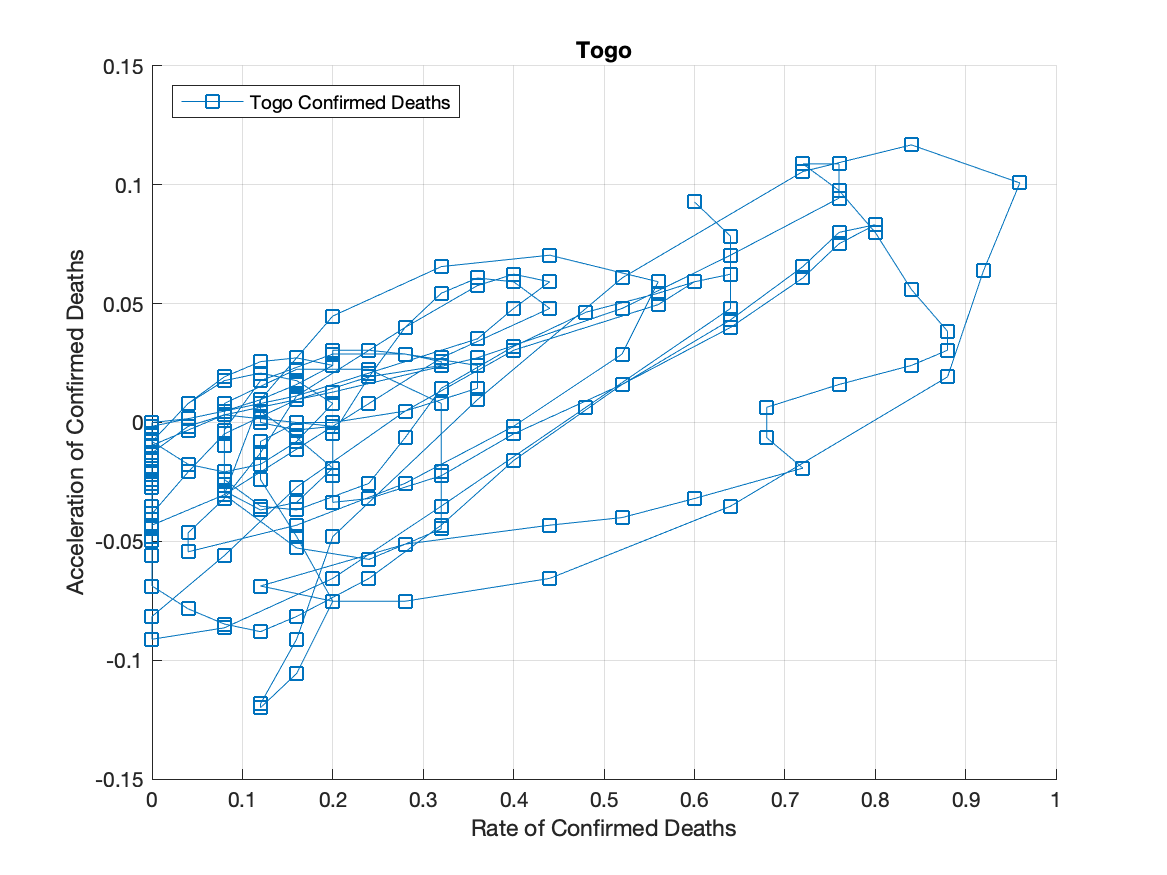 Togo
0.15
Togo Confirmed Deaths
0.1
0.05
0
-0.05
-0.1
-0.15
Acceleration of Confirmed Deaths
0 0.1 0.2 0.3 0.4 0.5 0.6 0.7 0.8 0.9 1
Rate of Confirmed Deaths